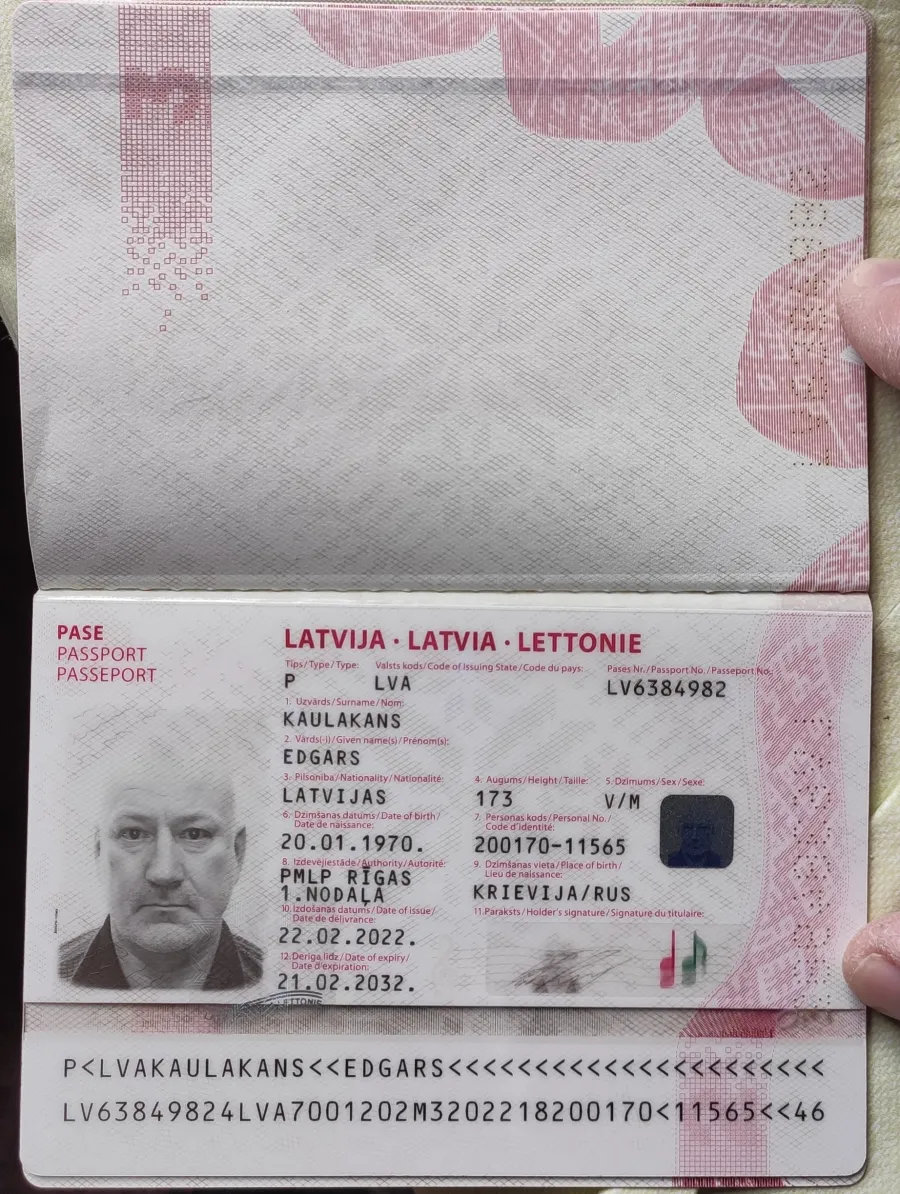 3
PASE
PASSPORT
PASSEPORT
LATVIJA · LATVIA · LETTONIE
Tips/Type/Type: Valsts kods/Code of Issuing State/Code du pays: Pases Nr./Passport No./Passeport No.
P LVA LV6384982
1. Uzvārds/Surname/Nom:
KAULAKANS
2. Vārds(-i)/Given name(s)/Prénom(s):
EDGARS
3. Pilsonība/Nationality/Nationalité: 4. Augums/Height/Taille: 5. Dzimums/Sex/Sexe:
LATVIJAS 173 V/M
6. Dzimšanas datums/Date of birth/
Date de naissance: 7. Personas kods/Personal No./
Code d'identité:
20.01.1970. 200170-11565
8. Izdevējiestāde/Authority/Autorité: 9. Dzimšanas vieta/Place of birth/
Lieu de naissance:
PMLP RĪGAS
1.NODAĻA KRIEVIJA/RUS
10. Izdošanas datums/Date of issue/
Date de délivrance: 11. Paraksts/Holder's signature/Signature du titulaire:
22.02.2022.
12. Derīga līdz/Date of expiry/
Date d'expiration:
21.02.2032.
LETTONIE
P<LVAKAULAKANS<<EDGARS<<<<<<<<<<<<<<<<<<<<<<
LV63849824LVA7001202M3202218200170<11565<<46